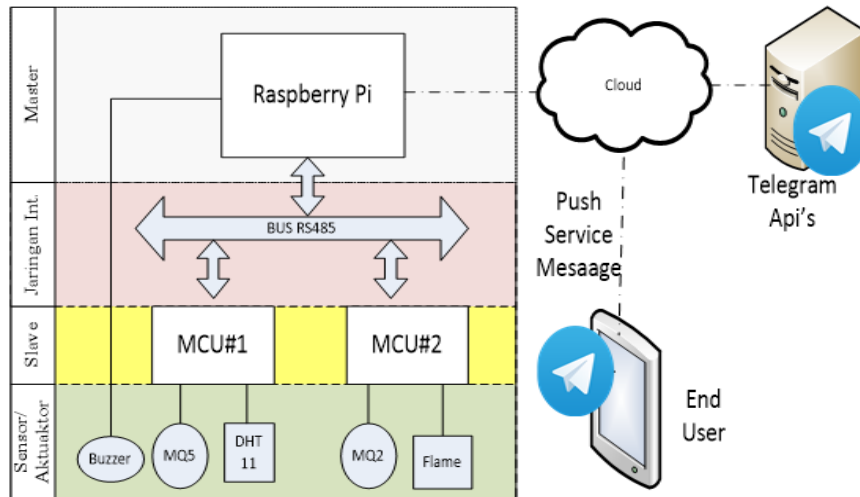 Master
Raspberry Pi
Cloud
Telegram
Api's
Jaringan Int.
BUS RS485
Push
Service
Mesaage
Slave
MCU#1
MCU#2
Sensor/
Aktuaktor
Buzzer
MQ5
DHT
11
MQ2
Flame
End
User